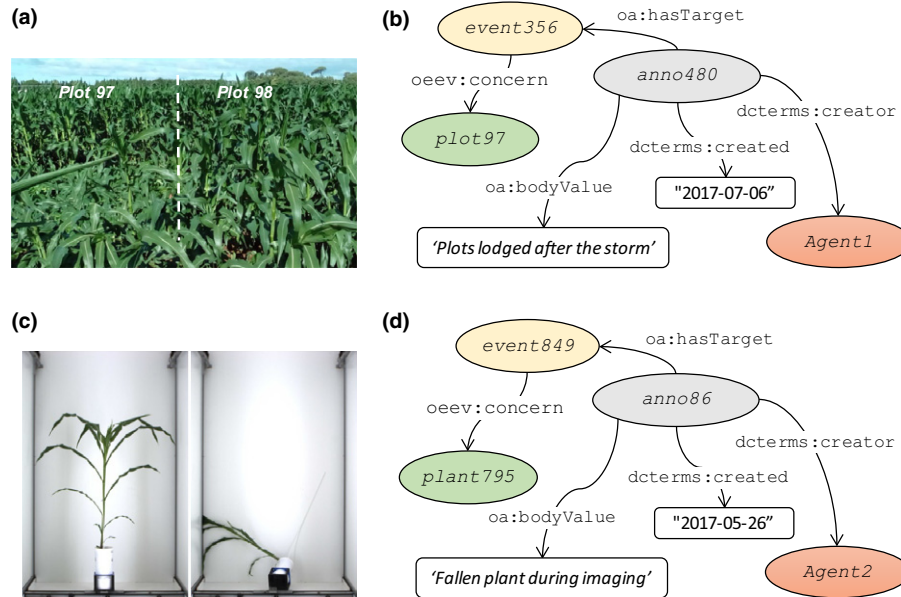 (a)
Plot 97
Plot 98
(b)
event356
oa:hasTarget
oeev:concern
anno480
dcterms:creator
plot97
dcterms:created
oa:bodyValue
"2017-07-06”
‘Plots lodged after the storm’
Agent1
(c)
(d)
event849
oa:hasTarget
oeev:concern
anno86
dcterms:creator
plant795
dcterms:created
oa:bodyValue
"2017-05-26”
‘Fallen plant during imaging’
Agent2